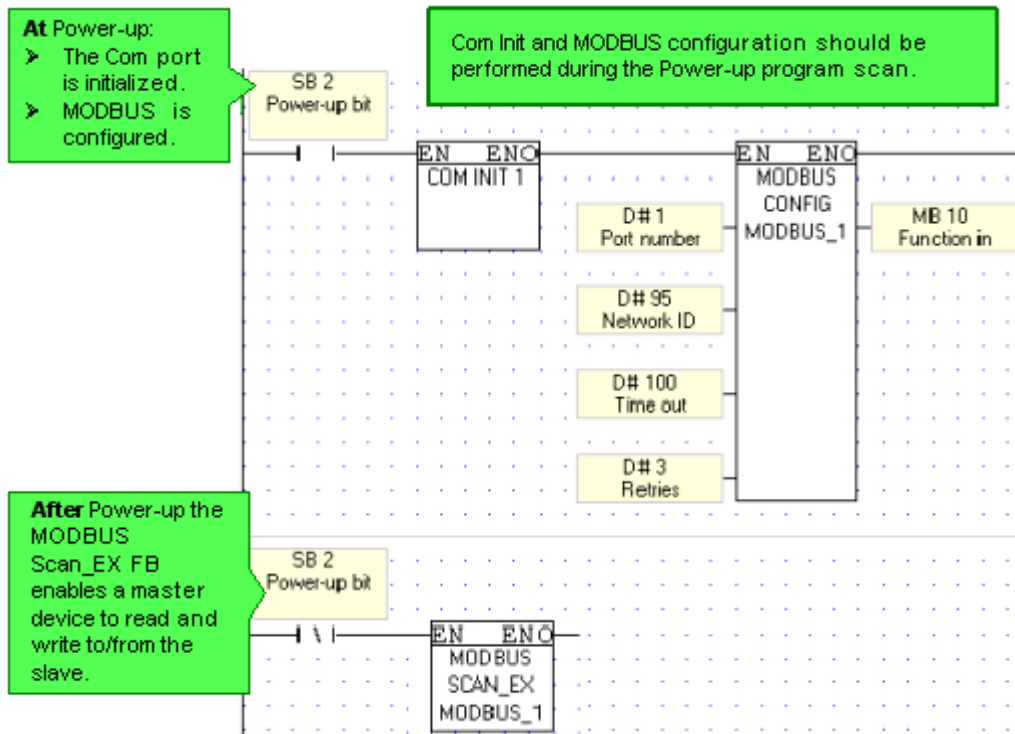 At Power-up:
➤ The Com port
is initialized.
➤ MODBUS is
configured.
Com Init and MODBUS configuration should be
performed during the Power-up program scan.
SB 2
Power-up bit
EN ENO
COM INIT 1
EN ENO
MODBUS
CONFIG
MODBUS_1
D# 1
Port number
MB 10
Function in
D# 95
Network ID
D# 100
Time out
D# 3
Retries
After Power-up the
MODBUS
Scan_EX FB
enables a master
device to read and
write to/from the
slave.
SB 2
Power-up bit
EN ENO
MODBUS
SCAN_EX
MODBUS_1